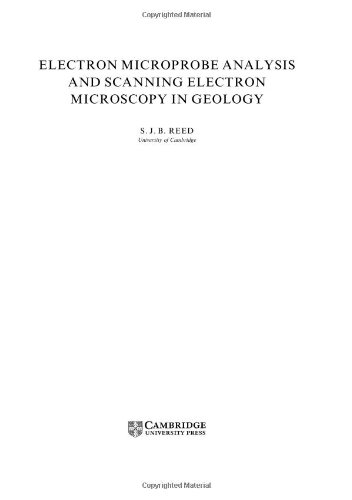 Copyrighted Material
ELECTRON MICROPROBE ANALYSIS
AND SCANNING ELECTRON
MICROSCOPY IN GEOLOGY
S. J. B. REED
University of Cambridge
CAMBRIDGE
UNIVERSITY PRESS
Copyrighted Material